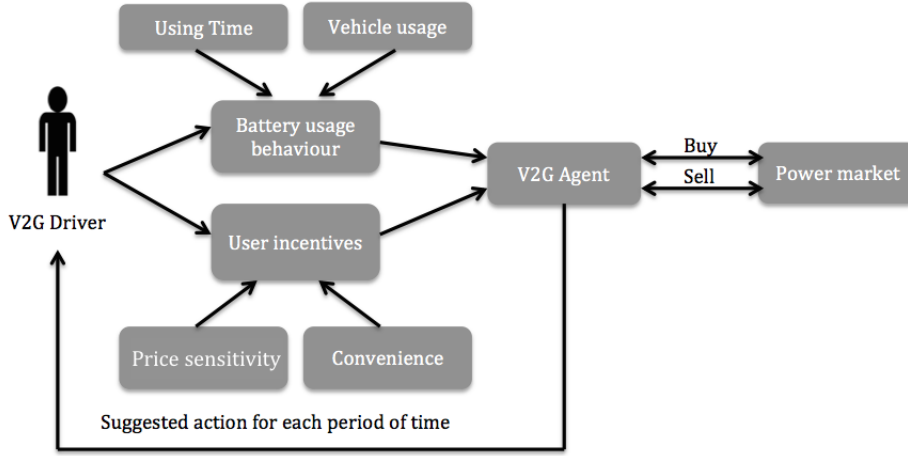 Using Time
Vehicle usage
Battery usage
behaviour
V2G Agent
Buy
Sell
Power market
V2G Driver
User incentives
Price sensitivity
Convenience
Suggested action for each period of time